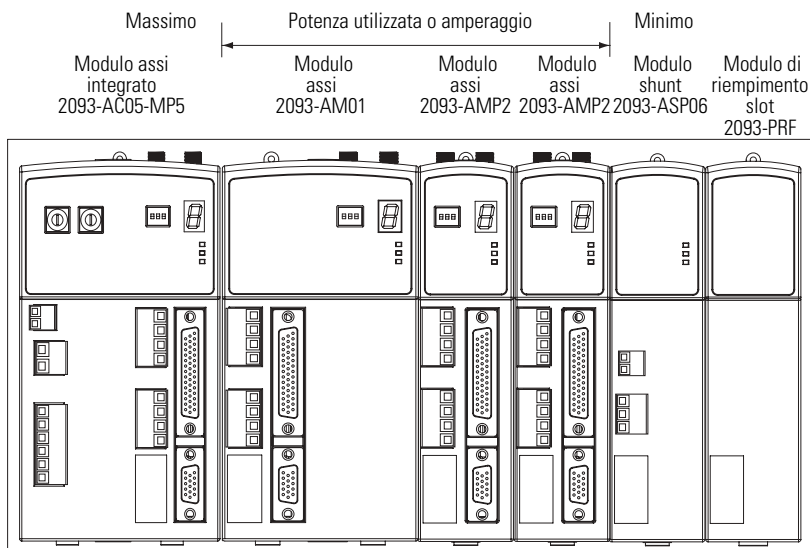 Massimo
Potenza utilizzata o amperaggio
Minimo
Modulo assi
integrato
2093-AC05-MP5
Modulo
assi
2093-AM01
Modulo
assi
2093-AMP2
Modulo
assi
2093-AMP2
Modulo
shunt
2093-ASP06
Modulo di
riempimento
slot
2093-PRF